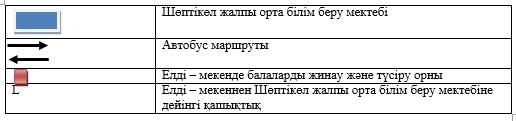 Шөптікөл жалпы орта білім беру мектебі
Автобус маршруты
Елді – мекенде балаларды жинау және түсіру орны
L
Елді – мекеннен Шөптікөл жалпы орта білім беру мектебіне
дейінгі қашықтық